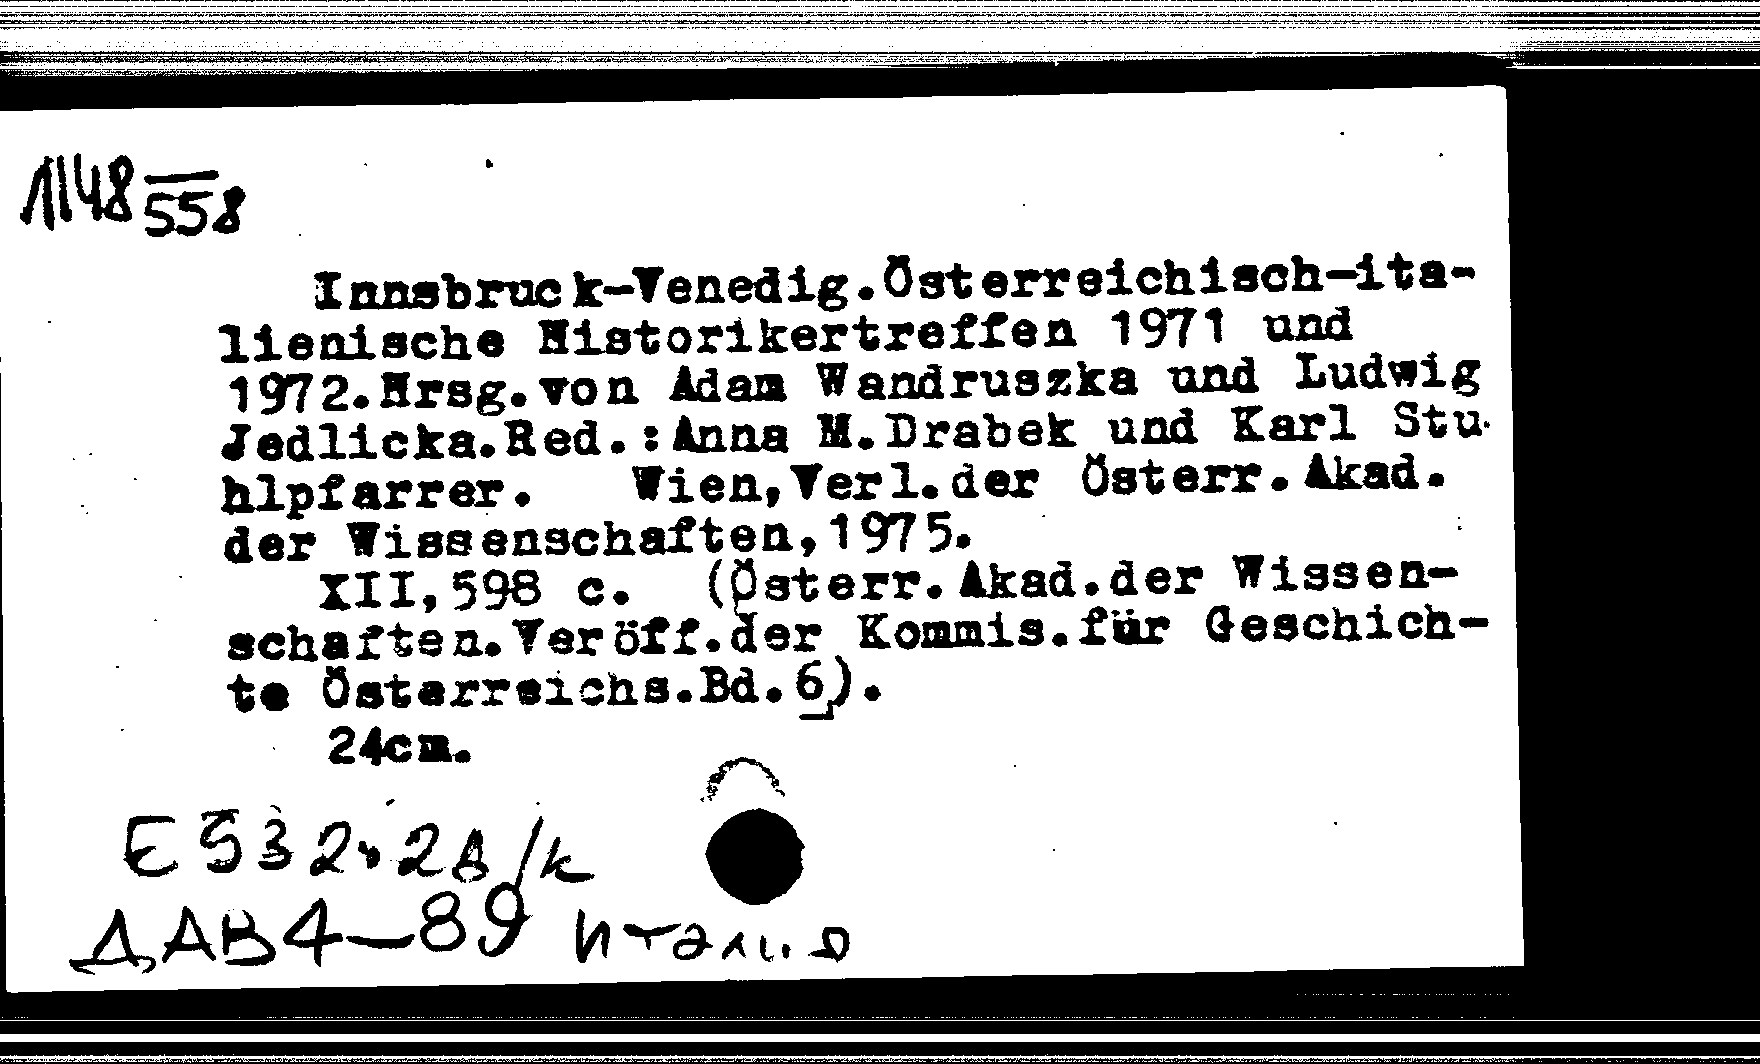 1148 558
Innsbruck-Venedig.Österreichisch-ita-
lienische Historikertreffen 1971 und
1972.Hrsg.von Adam Wandruszka und Ludwig
Jedlicka.Red.:Anna M.Drabek und Karl Stu-
hlpfarrer. Wien,Verl.der Österr.Akad.
der Wissenschaften,1975.
XII,598 c. (Österr.Akad.der Wissen-
schaften.Veröff.der Kommis.für Geschich-
te Österreichs.Bd.6).
24cm.
E532.28/k
ДАВ4-89 Италия